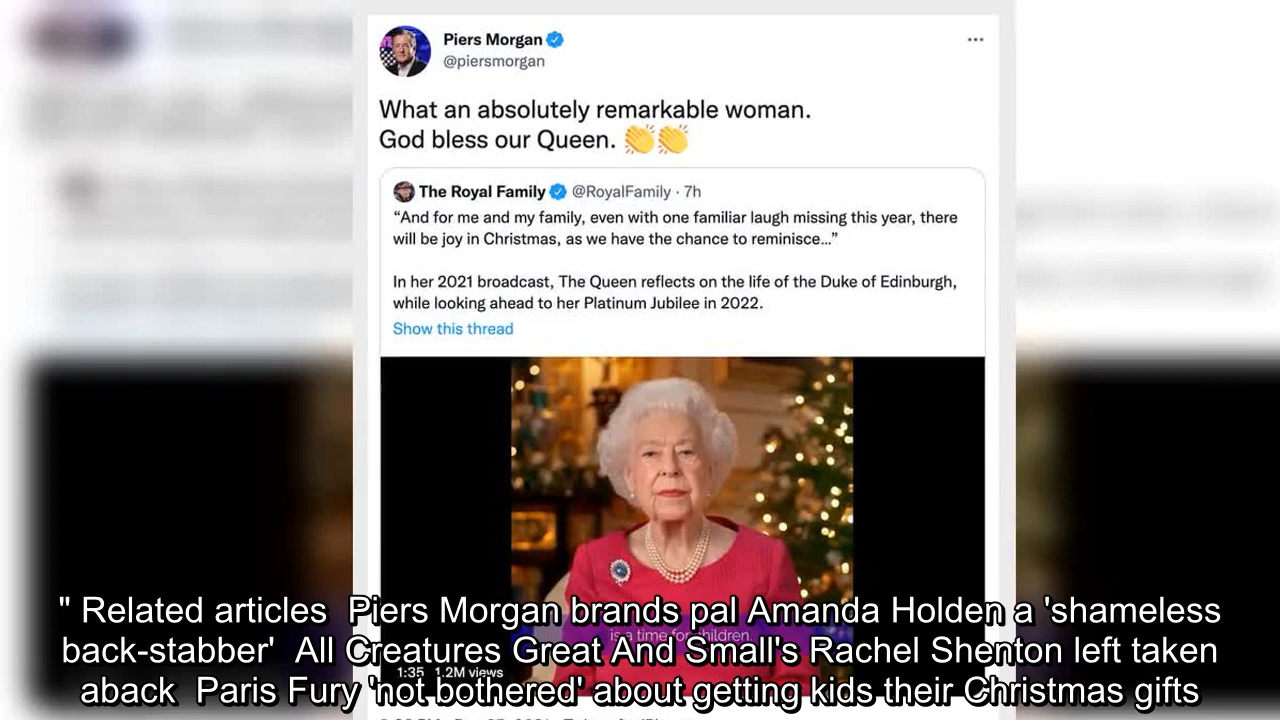 Piers Morgan
@piersmorgan
What an absolutely remarkable woman.
God bless our Queen. 👏👏
The Royal Family @RoyalFamily · 7h
“And for me and my family, even with one familiar laugh missing this year, there
will be joy in Christmas, as we have the chance to reminisce...”
In her 2021 broadcast, The Queen reflects on the life of the Duke of Edinburgh,
while looking ahead to her Platinum Jubilee in 2022.
Show this thread
is a time for children.
1:35 1.2M views
" Related articles Piers Morgan brands pal Amanda Holden a 'shameless
back-stabber' All Creatures Great And Small's Rachel Shenton left taken
aback Paris Fury 'not bothered' about getting kids their Christmas gifts